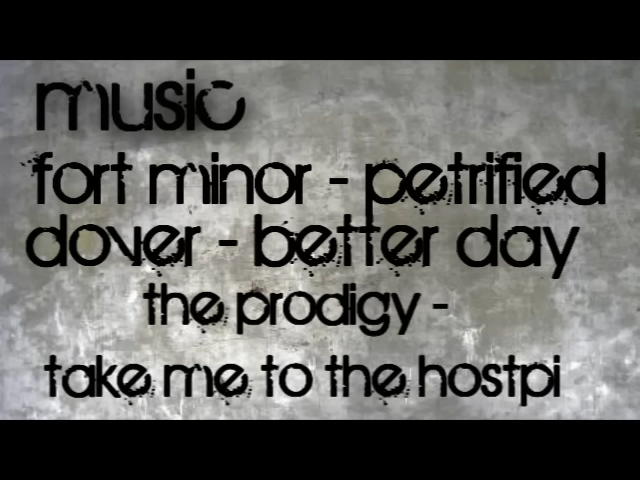 music
fort minor - petrified
dover - better day
the prodigy -
take me to the hostpi